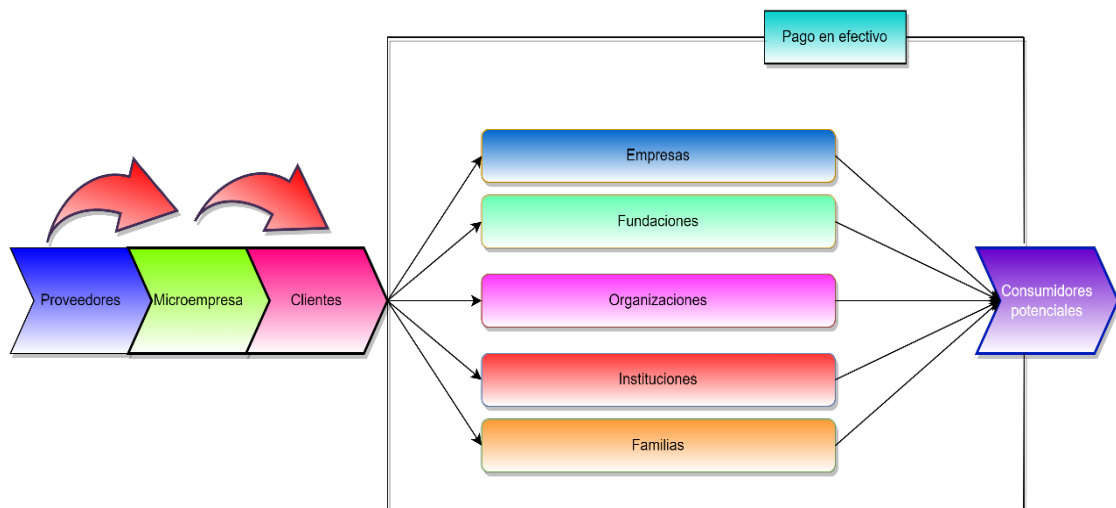 Pago en efectivo
Empresas
Fundaciones
Proveedores
Microempresa
Clientes
Organizaciones
Consumidores
potenciales
Instituciones
Familias